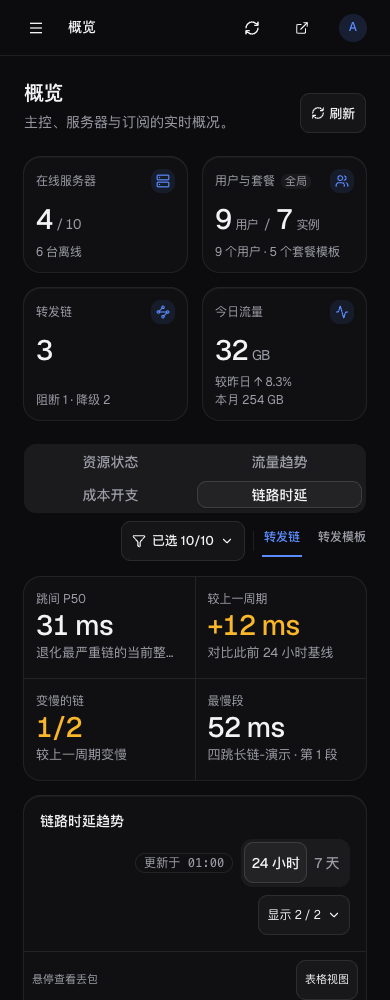 概览
A
概览
主控、服务器与订阅的实时概况。
刷新
在线服务器
4 / 10
6 台离线
用户与套餐 全局
9 用户 / 7 实例
9 个用户 · 5 个套餐模板
转发链
3
阻断 1 · 降级 2
今日流量
32 GB
较昨日 ↑ 8.3%
本月 254 GB
资源状态 流量趋势
成本开支 链路时延
已选 10/10 转发链 转发模板
跳间 P50
31 ms
退化最严重链的当前整…
较上一周期
+12 ms
对比此前 24 小时基线
变慢的链
1/2
较上一周期变慢
最慢段
52 ms
四跳长链-演示 · 第 1 段
链路时延趋势
更新于 01:00 24 小时 7 天
显示 2 / 2
悬停查看丢包 表格视图